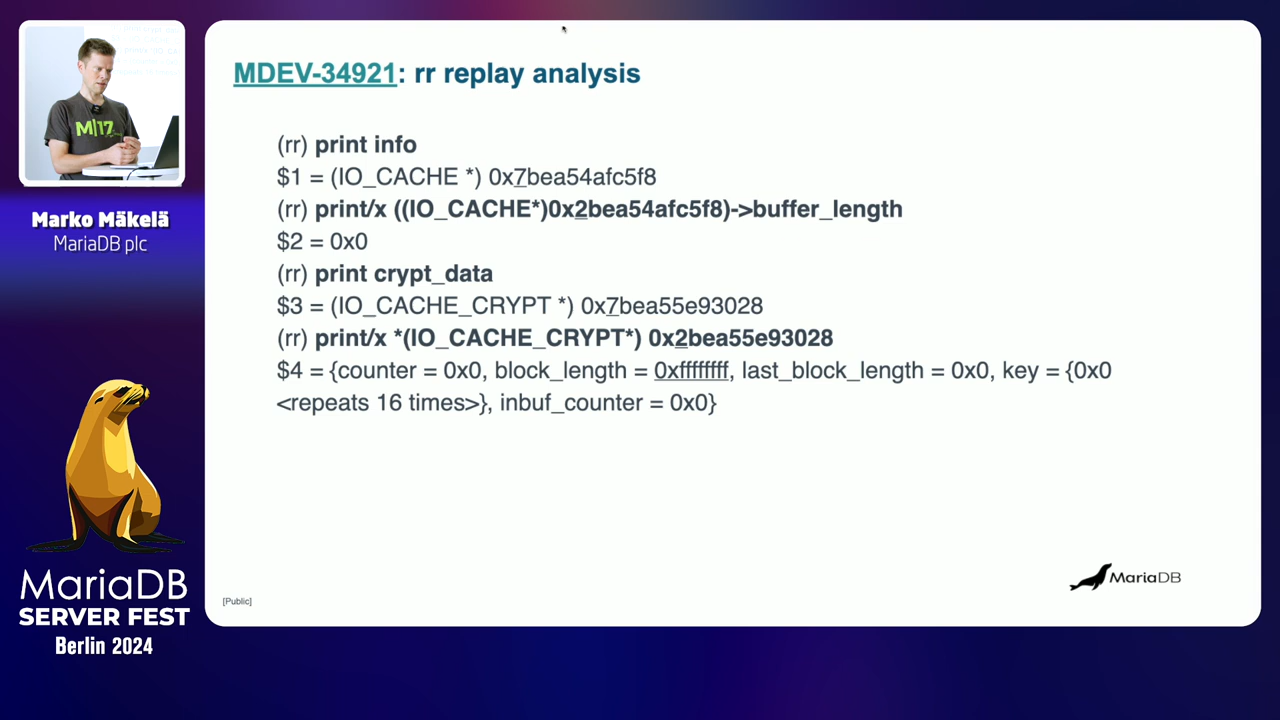 MDEV-34921: rr replay analysis
(rr) print info
$1 = (IO_CACHE *) 0x7bea54afc5f8
(rr) print/x ((IO_CACHE*)0x2bea54afc5f8)->buffer_length
$2 = 0x0
(rr) print crypt_data
$3 = (IO_CACHE_CRYPT *) 0x7bea55e93028
(rr) print/x *(IO_CACHE_CRYPT*) 0x2bea55e93028
$4 = {counter = 0x0, block_length = 0xffffffff, last_block_length = 0x0, key = {0x0
<repeats 16 times>}, inbuf_counter = 0x0}
[Public]
MariaDB
M|17
Marko Mäkelä
MariaDB plc
MariaDB
SERVER FEST
Berlin 2024